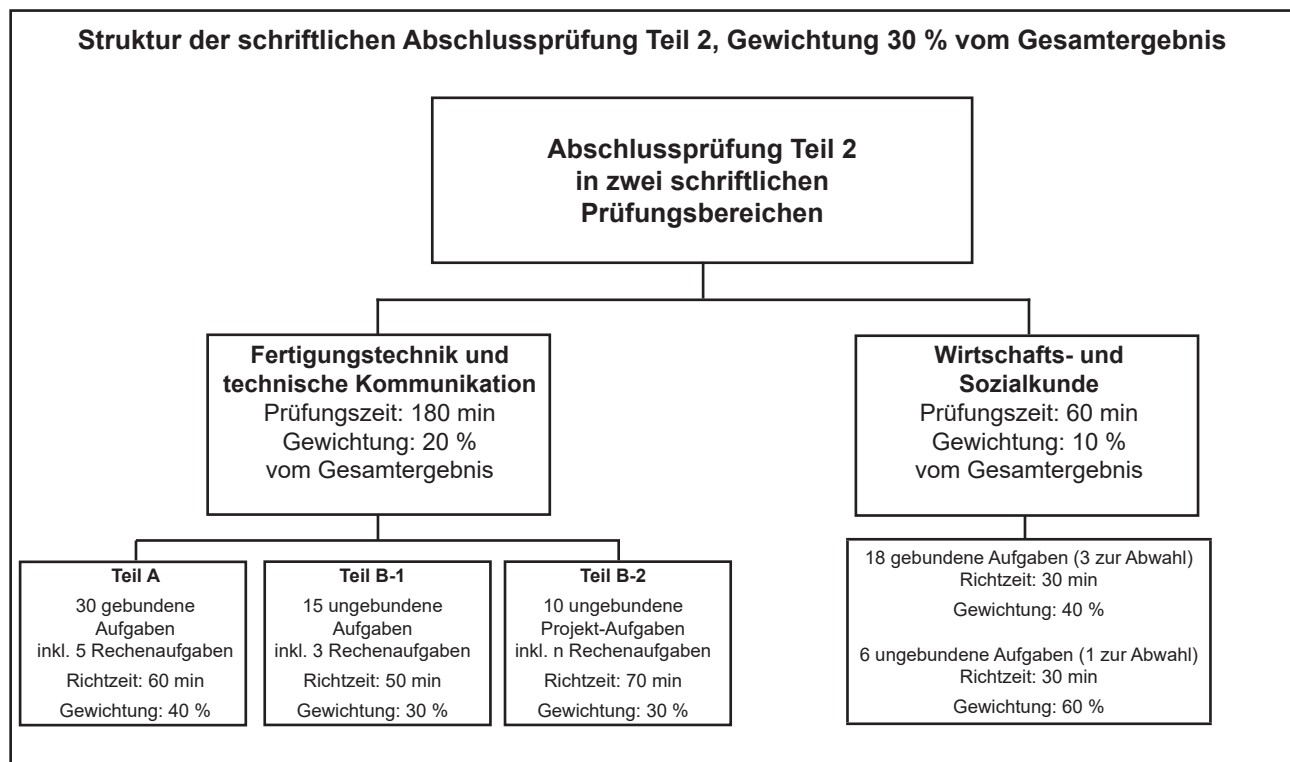 Struktur der schriftlichen Abschlussprüfung Teil 2, Gewichtung 30 % vom Gesamtergebnis
Abschlussprüfung Teil 2
in zwei schriftlichen
Prüfungsbereichen
Fertigungstechnik und
technische Kommunikation
Prüfungszeit: 180 min
Gewichtung: 20 %
vom Gesamtergebnis
Wirtschafts- und
Sozialkunde
Prüfungszeit: 60 min
Gewichtung: 10 %
vom Gesamtergebnis
Teil A
30 gebundene
Aufgaben
inkl. 5 Rechenaufgaben
Richtzeit: 60 min
Gewichtung: 40 %
Teil B-1
15 ungebundene
Aufgaben
inkl. 3 Rechenaufgaben
Richtzeit: 50 min
Gewichtung: 30 %
Teil B-2
10 ungebundene
Projekt-Aufgaben
inkl. n Rechenaufgaben
Richtzeit: 70 min
Gewichtung: 30 %
18 gebundene Aufgaben (3 zur Abwahl)
Richtzeit: 30 min
Gewichtung: 40 %
6 ungebundene Aufgaben (1 zur Abwahl)
Richtzeit: 30 min
Gewichtung: 60 %